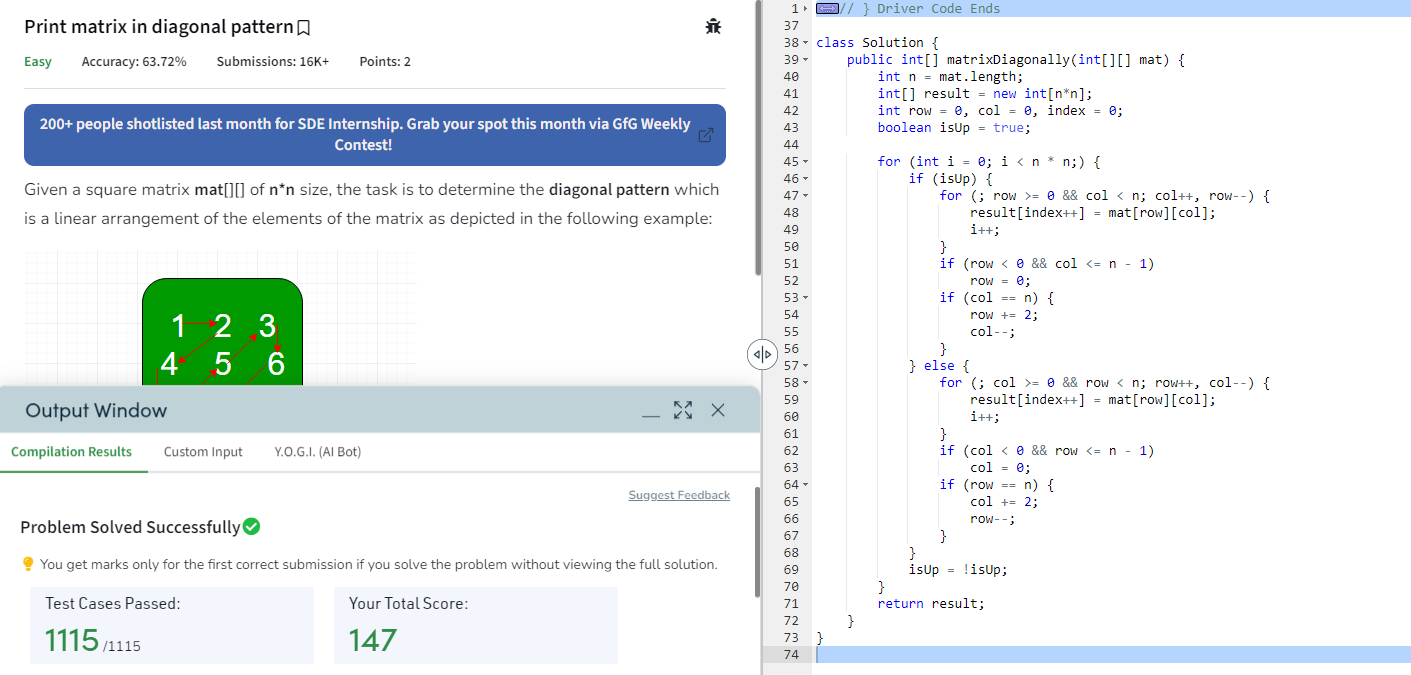 Print matrix in diagonal pattern
Easy Accuracy: 63.72% Submissions: 16K+ Points: 2
200+ people shotlisted last month for SDE Internship. Grab your spot this month via GfG Weekly
Contest!
Given a square matrix mat[][] of n*n size, the task is to determine the diagonal pattern which
is a linear arrangement of the elements of the matrix as depicted in the following example:
1 2 3
4 5 6
Output Window
Compilation Results Custom Input Y.O.G.I. (AI Bot)
Suggest Feedback
Problem Solved Successfully
You get marks only for the first correct submission if you solve the problem without viewing the full solution.
Test Cases Passed: Your Total Score:
1115 /1115 147
1 // } Driver Code Ends
37
38 class Solution {
39 public int[] matrixDiagonally(int[][] mat) {
40 int n = mat.length;
41 int[] result = new int[n*n];
42 int row = 0, col = 0, index = 0;
43 boolean isUp = true;
44
45 for (int i = 0; i < n * n;) {
46 if (isUp) {
47 for (; row >= 0 && col < n; col++, row--) {
48 result[index++] = mat[row][col];
49 i++;
50 }
51 if (row < 0 && col <= n - 1)
52 row = 0;
53 if (col == n) {
54 row += 2;
55 col--;
56 }
57 } else {
58 for (; col >= 0 && row < n; row++, col--) {
59 result[index++] = mat[row][col];
60 i++;
61 }
62 if (col < 0 && row <= n - 1)
63 col = 0;
64 if (row == n) {
65 col += 2;
66 row--;
67 }
68 }
69 isUp = !isUp;
70 }
71 return result;
72 }
73 }
74